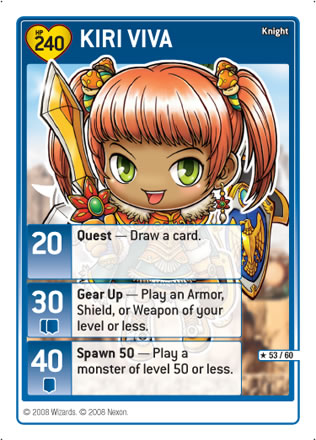 HP
240
KIRI VIVA
Knight
20
Quest — Draw a card.
30
Gear Up — Play an Armor,
Shield, or Weapon of your
level or less.
40
Spawn 50 — Play a
monster of level 50 or less.
★ 53 / 60
© 2008 Wizards. © 2008 Nexon.